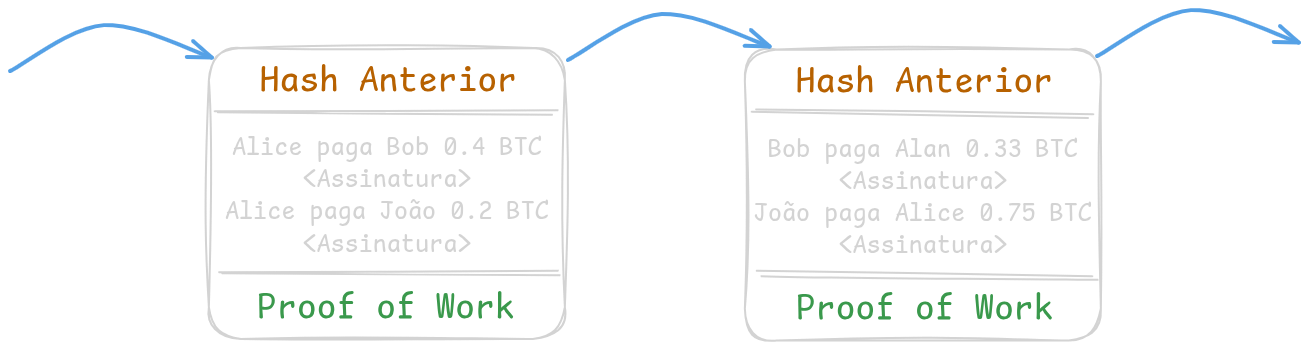 Hash Anterior
Alice paga Bob 0.4 BTC
<Assinatura>
Alice paga João 0.2 BTC
<Assinatura>
Proof of Work
Hash Anterior
Bob paga Alan 0.33 BTC
<Assinatura>
João paga Alice 0.75 BTC
<Assinatura>
Proof of Work